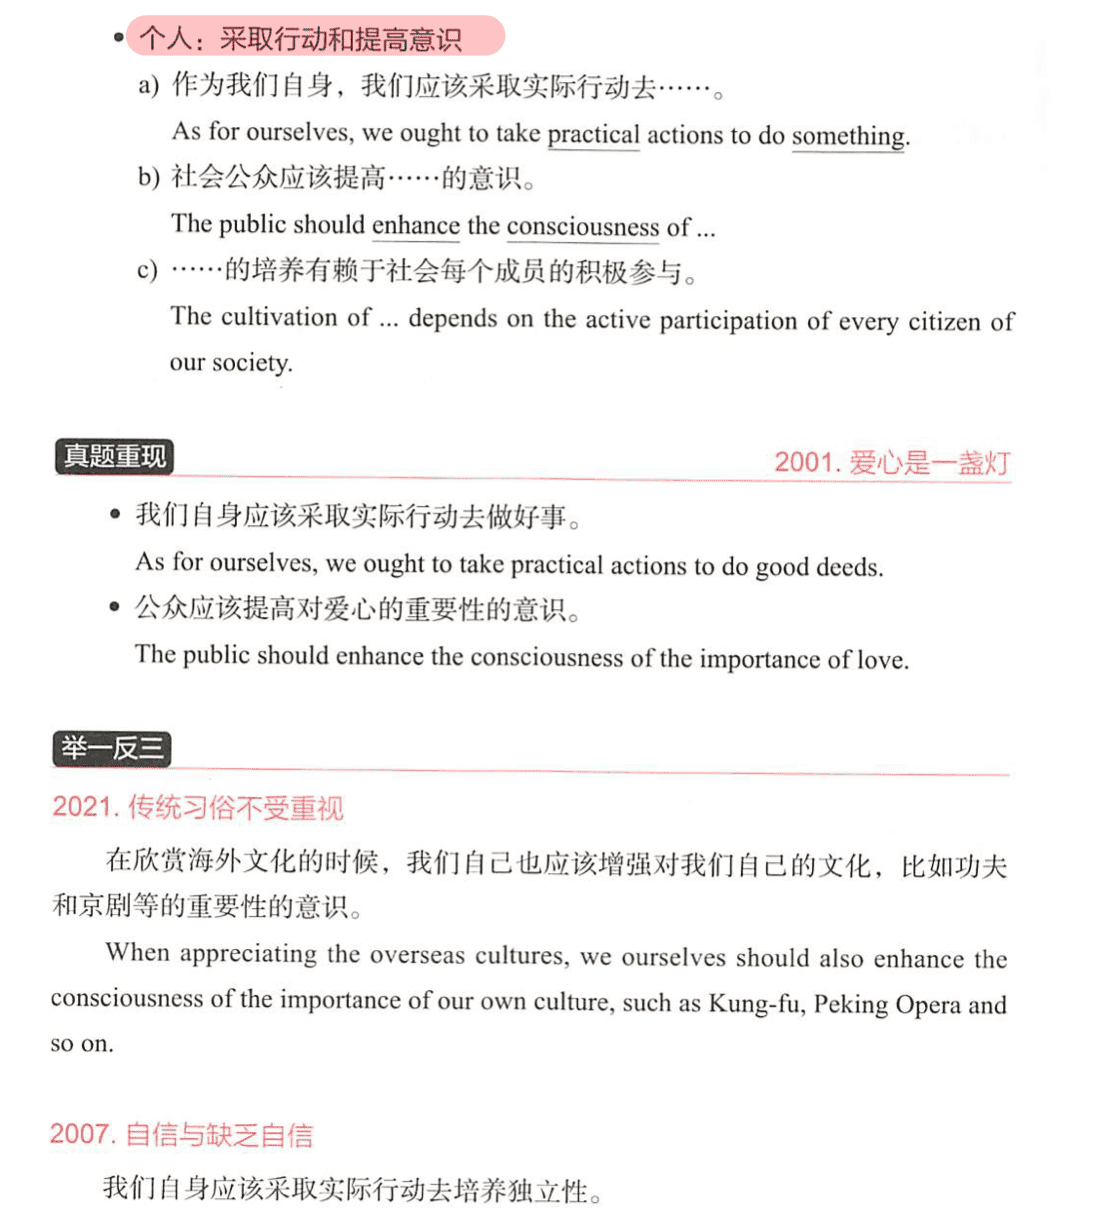 • 个人：采取行动和提高意识
a) 作为我们自身，我们应该采取实际行动去……。
As for ourselves, we ought to take practical actions to do something.
b) 社会公众应该提高……的意识。
The public should enhance the consciousness of ...
c) ……的培养有赖于社会每个成员的积极参与。
The cultivation of ... depends on the active participation of every citizen of
our society.
真题重现
2001. 爱心是一盏灯
• 我们自身应该采取实际行动去做好事。
As for ourselves, we ought to take practical actions to do good deeds.
• 公众应该提高对爱心的重要性的意识。
The public should enhance the consciousness of the importance of love.
举一反三
2021. 传统习俗不受重视
在欣赏海外文化的时候，我们自己也应该增强对我们自己的文化，比如功夫
和京剧等的重要性的意识。
When appreciating the overseas cultures, we ourselves should also enhance the
consciousness of the importance of our own culture, such as Kung-fu, Peking Opera and
so on.
2007. 自信与缺乏自信
我们自身应该采取实际行动去培养独立性。